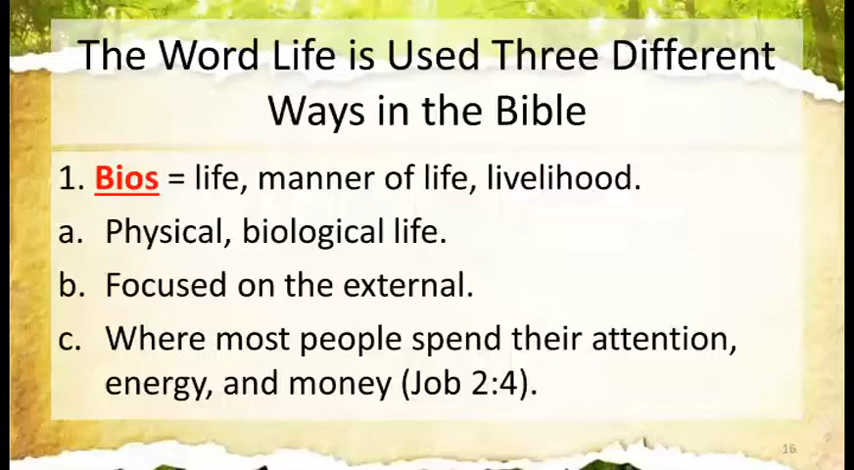 The Word Life is Used Three Different
Ways in the Bible
1. Bios = life, manner of life, livelihood.
a. Physical, biological life.
b. Focused on the external.
c. Where most people spend their attention,
energy, and money (Job 2:4).
16